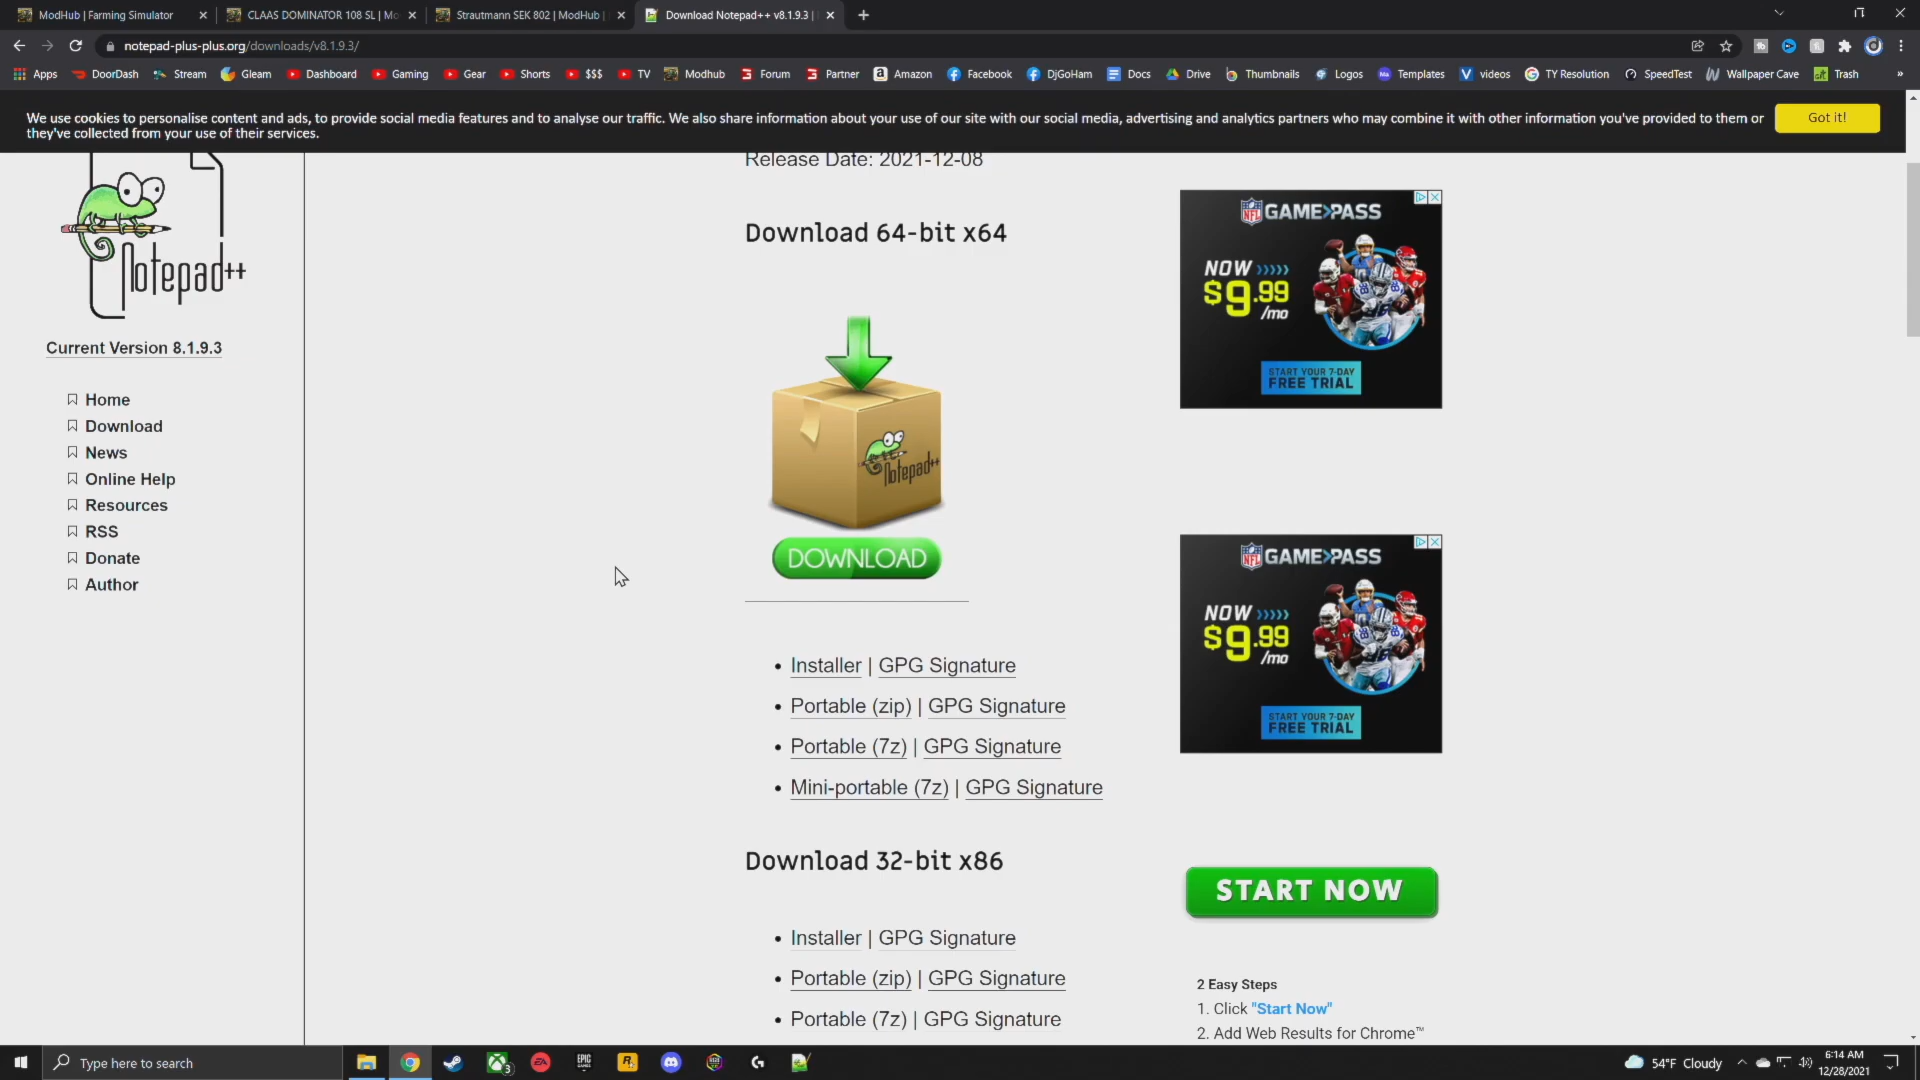 ModHub | Farming Simulator
CLAAS DOMINATOR 108 SL | Mo
Strautmann SEK 802 | ModHub |
Download Notepad++ v8.1.9.3 |
notepad-plus-plus.org/downloads/v8.1.9.3/
Apps
DoorDash
Stream
Gleam
Dashboard
Gaming
Gear
Shorts
$$$
TV
Modhub
Forum
Partner
Amazon
Facebook
DjGoHam
Docs
Drive
Thumbnails
Logos
Templates
videos
TY Resolution
SpeedTest
Wallpaper Cave
Trash
»
We use cookies to personalise content and ads, to provide social media features and to analyse our traffic. We also share information about your use of our site with our social media, advertising and analytics partners who may combine it with other information you've provided to them or
they've collected from your use of their services.
Got it!
Notepad++
Current Version 8.1.9.3
Home
Download
News
Online Help
Resources
RSS
Donate
Author
Release Date: 2021-12-08
Download 64-bit x64
Notepad++
DOWNLOAD
• Installer | GPG Signature
• Portable (zip) | GPG Signature
• Portable (7z) | GPG Signature
• Mini-portable (7z) | GPG Signature
Download 32-bit x86
• Installer | GPG Signature
• Portable (zip) | GPG Signature
• Portable (7z) | GPG Signature
NFL GAMEPASS
NOW
$9.99
/mo
START YOUR 7-DAY
FREE TRIAL
NFL GAMEPASS
NOW
$9.99
/mo
START YOUR 7-DAY
FREE TRIAL
START NOW
2 Easy Steps
1. Click "Start Now"
2. Add Web Results for Chrome™
Type here to search
3
EA
EPIC
GAMES
R
54°F Cloudy
6:14 AM
12/28/2021